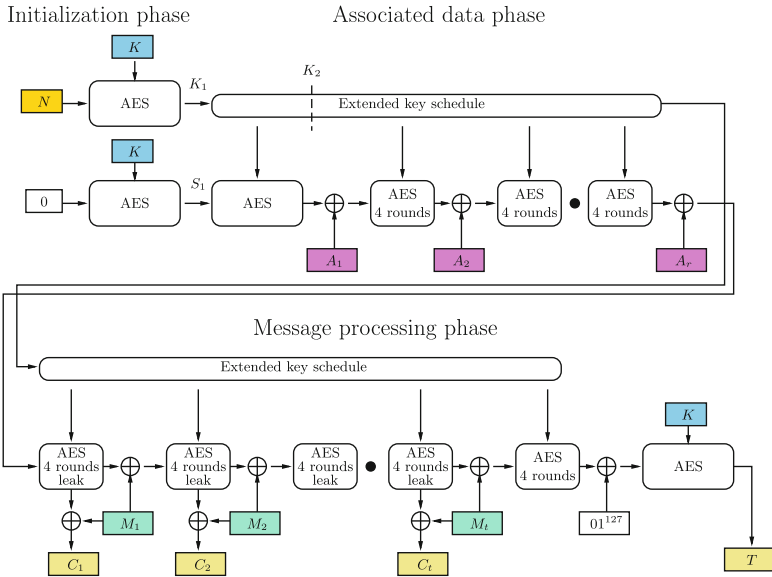 Initialization phase
Associated data phase
K
K₁
K₂
N
AES
Extended key schedule
K
S₁
0
AES
AES
AES
4 rounds
AES
4 rounds
AES
4 rounds
A₁
A₂
Aᵣ
Message processing phase
Extended key schedule
K
AES
4 rounds
leak
AES
4 rounds
leak
AES
4 rounds
leak
AES
4 rounds
leak
AES
4 rounds
AES
M₁
M₂
Mₜ
01¹²⁷
C₁
C₂
Cₜ
T